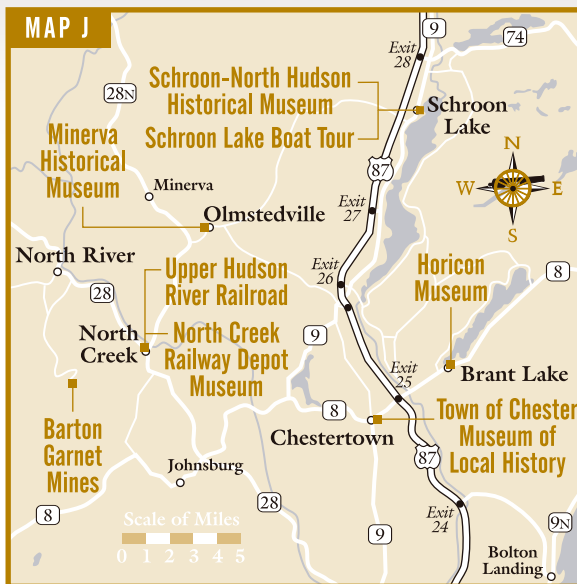 MAP J
9
Exit
28
74
28N
Schroon-North Hudson
Historical Museum
Schroon Lake Boat Tour
Schroon
Lake
Minerva
Historical
Museum
87
N
W
E
S
Minerva
Exit
27
Olmstedville
North River
Upper Hudson
River Railroad
Exit
26
Horicon
Museum
8
28
North
Creek
North Creek
Railway Depot
Museum
9
Exit
25
Brant Lake
8
Town of Chester
Museum of
Local History
Chestertown
Barton
Garnet
Mines
Johnsburg
87
28
Exit
24
8
Scale of Miles
0 1 2 3 4 5
9
9N
Bolton
Landing